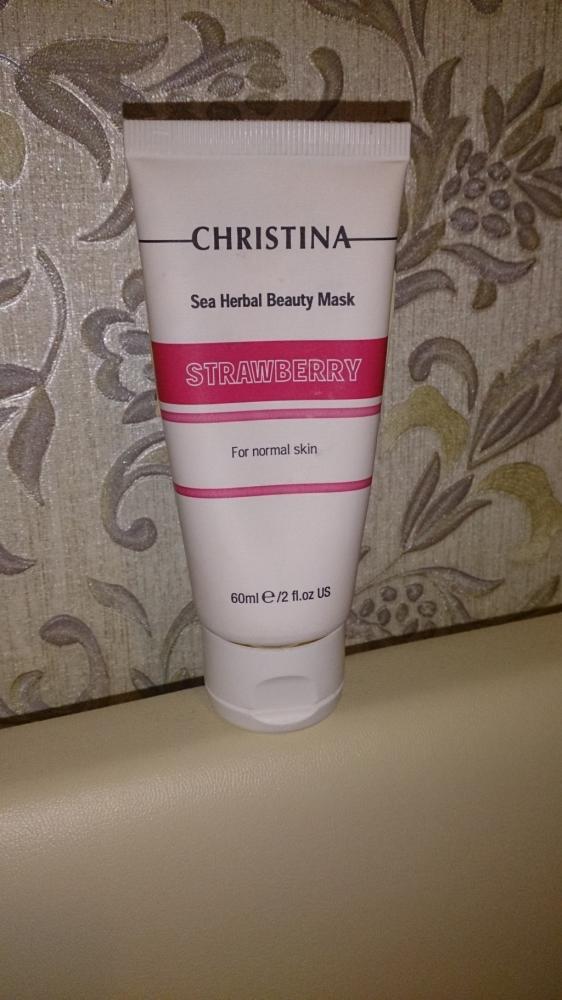 CHRISTINA
Sea Herbal Beauty Mask
STRAWBERRY
For normal skin
60ml ℮/2 fl.oz US